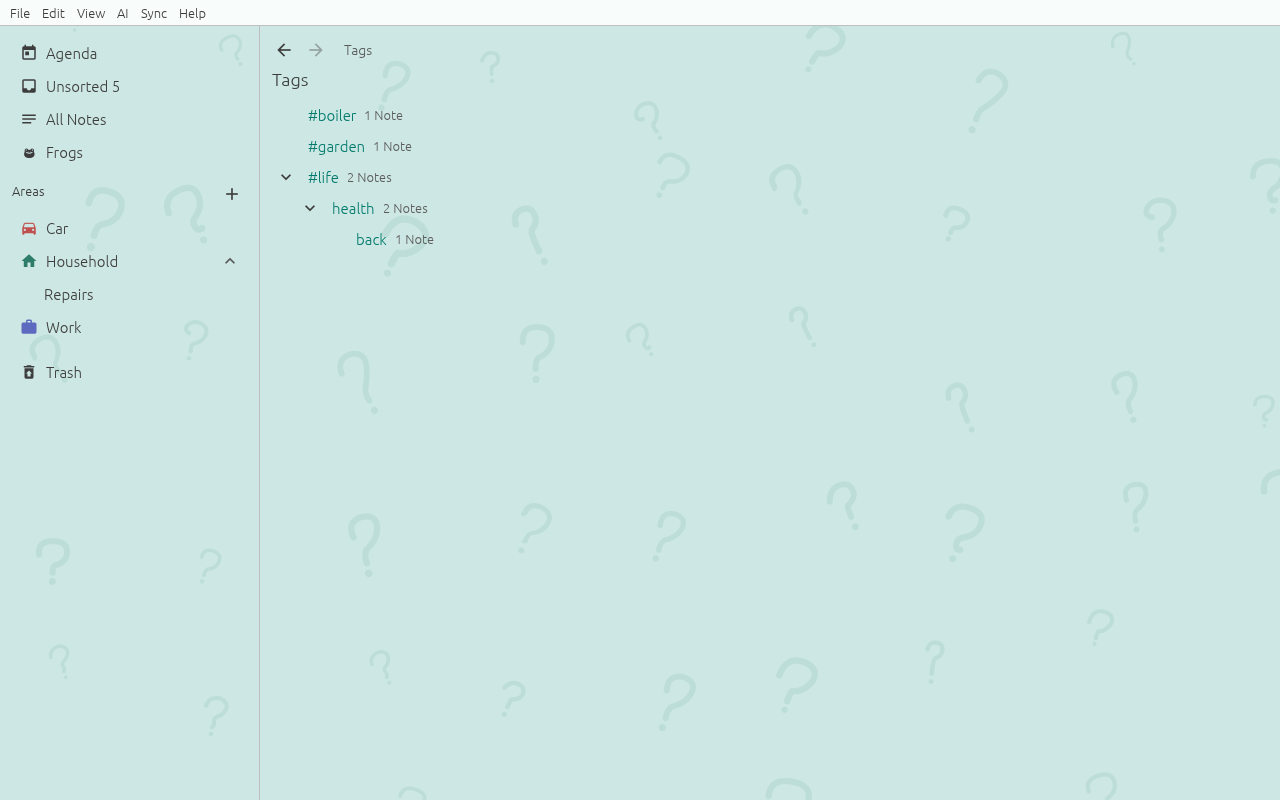 File Edit View AI Sync Help
Agenda
Unsorted 5
All Notes
Frogs
Areas
Car
Household
Repairs
Work
Trash
Tags
Tags
#boiler 1 Note
#garden 1 Note
#life 2 Notes
health 2 Notes
back 1 Note